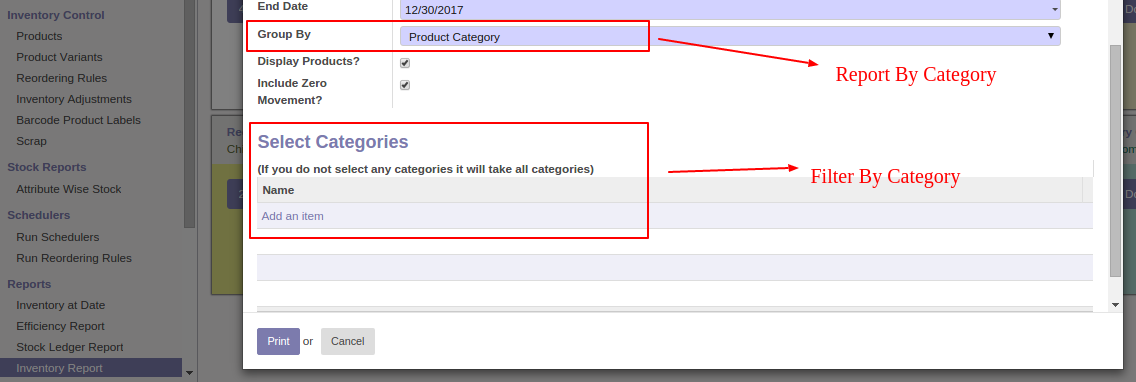 Inventory Control
Products
Product Variants
Reordering Rules
Inventory Adjustments
Barcode Product Labels
Scrap
Stock Reports
Attribute Wise Stock
Schedulers
Run Schedulers
Run Reordering Rules
Reports
Inventory at Date
Efficiency Report
Stock Ledger Report
Inventory Report
End Date
12/30/2017
Group By
Product Category
Report By Category
Display Products?
Include Zero
Movement?
Select Categories
(If you do not select any categories it will take all categories)
Filter By Category
Name
Add an item
Print or Cancel